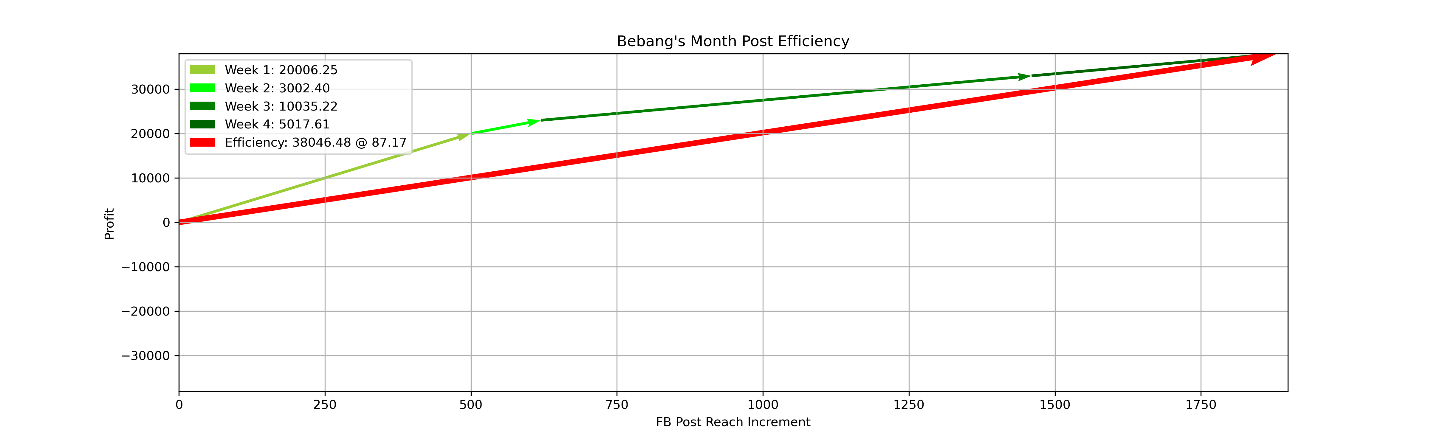 Bebang's Month Post Efficiency
Week 1: 20006.25
Week 2: 3002.40
Week 3: 10035.22
Week 4: 5017.61
Efficiency: 38046.48 @ 87.17
Profit
30000
20000
10000
0
−10000
−20000
−30000
0 250 500 750 1000 1250 1500 1750
FB Post Reach Increment